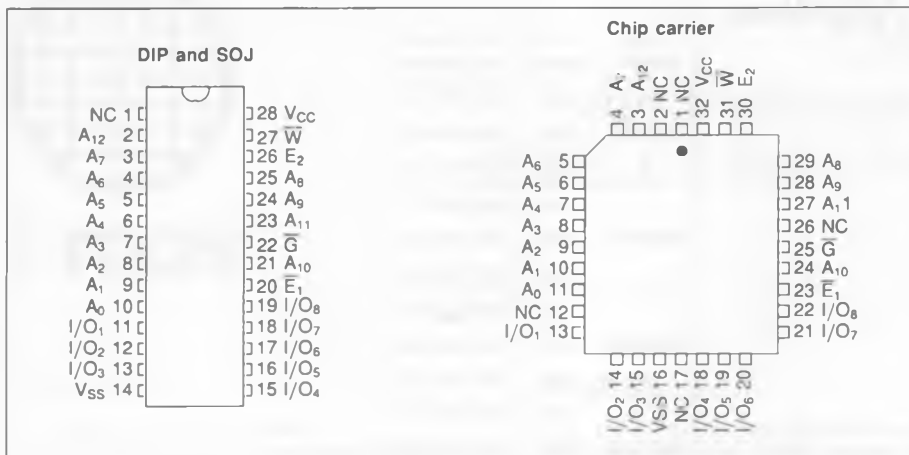 DIP and SOJ
NC 1 28 VCC
A12 2 27 W̅
A7 3 26 E2
A6 4 25 A8
A5 5 24 A9
A4 6 23 A11
A3 7 22 G̅
A2 8 21 A10
A1 9 20 E̅1
A0 10 19 I/O8
I/O1 11 18 I/O7
I/O2 12 17 I/O6
I/O3 13 16 I/O5
VSS 14 15 I/O4
Chip carrier
4 A7
3 A12
2 NC
1 NC
32 VCC
31 W̅
30 E2
A6 5 29 A8
A5 6 28 A9
A4 7 27 A11
A3 8 26 NC
A2 9 25 G̅
A1 10 24 A10
A0 11 23 E̅1
NC 12 22 I/O8
I/O1 13 21 I/O7
I/O2 14
I/O3 15
VSS 16
NC 17
I/O4 18
I/O5 19
I/O6 20